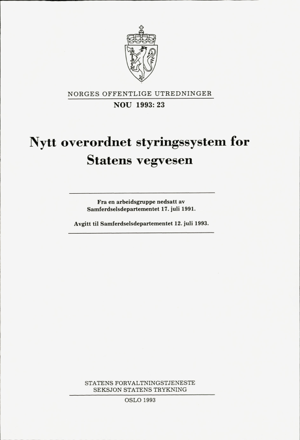 NORGES OFFENTLIGE UTREDNINGER
NOU 1993: 23
Nytt overordnet styringssystem for
Statens vegvesen
Fra en arbeidsgruppe nedsatt av
Samferdselsdepartementet 17. juli 1991.
Avgitt til Samferdselsdepartementet 12. juli 1993.
STATENS FORVALTNINGSTJENESTE
SEKSJON STATENS TRYKNING
OSLO 1993